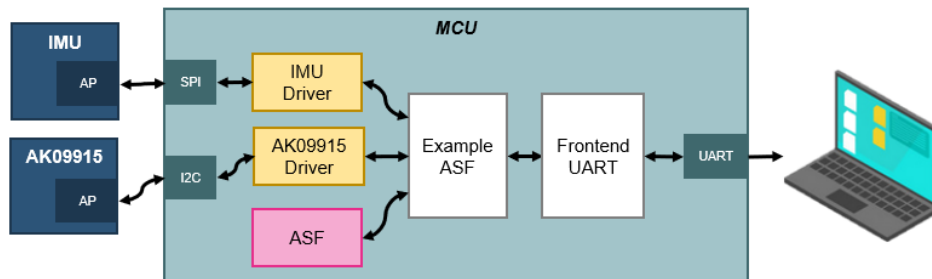 MCU
IMU
AP
SPI
IMU
Driver
AK09915
AP
I2C
AK09915
Driver
ASF
Example
ASF
Frontend
UART
UART